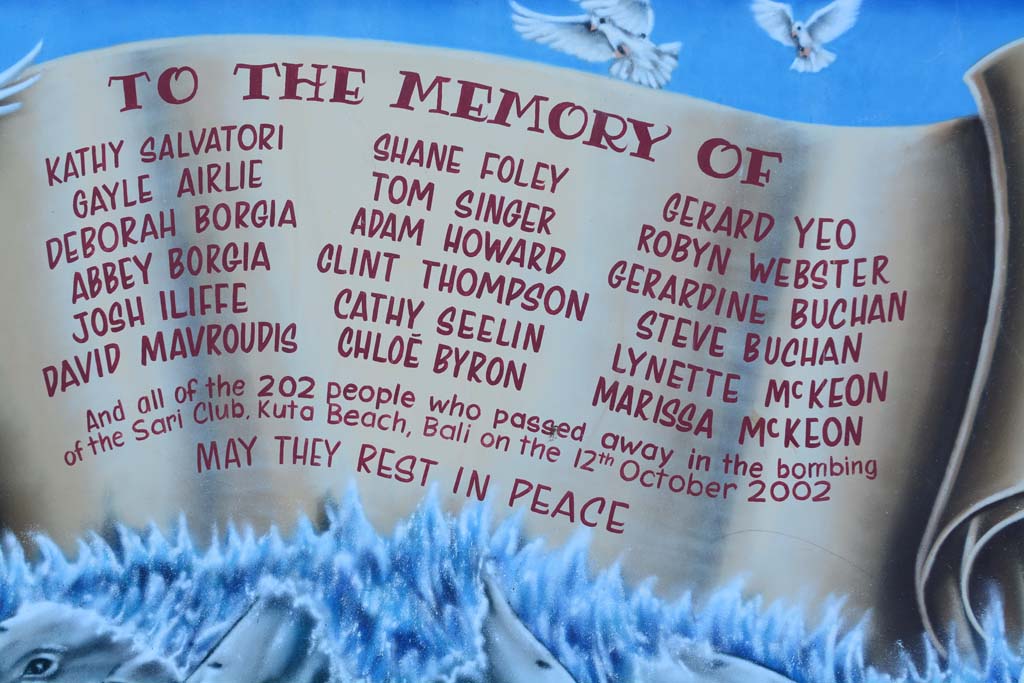 TO THE MEMORY OF
KATHY SALVATORI
GAYLE AIRLIE
DEBORAH BORGIA
ABBEY BORGIA
JOSH ILIFFE
DAVID MAVROUDIS
SHANE FOLEY
TOM SINGER
ADAM HOWARD
CLINT THOMPSON
CATHY SEELIN
CHLOÉ BYRON
GERARD YEO
ROBYN WEBSTER
GERARDINE BUCHAN
STEVE BUCHAN
LYNETTE McKEON
MARISSA McKEON
And all of the 202 people who passed away in the bombing
of the Sari Club, Kuta Beach, Bali on the 12th October 2002
MAY THEY REST IN PEACE